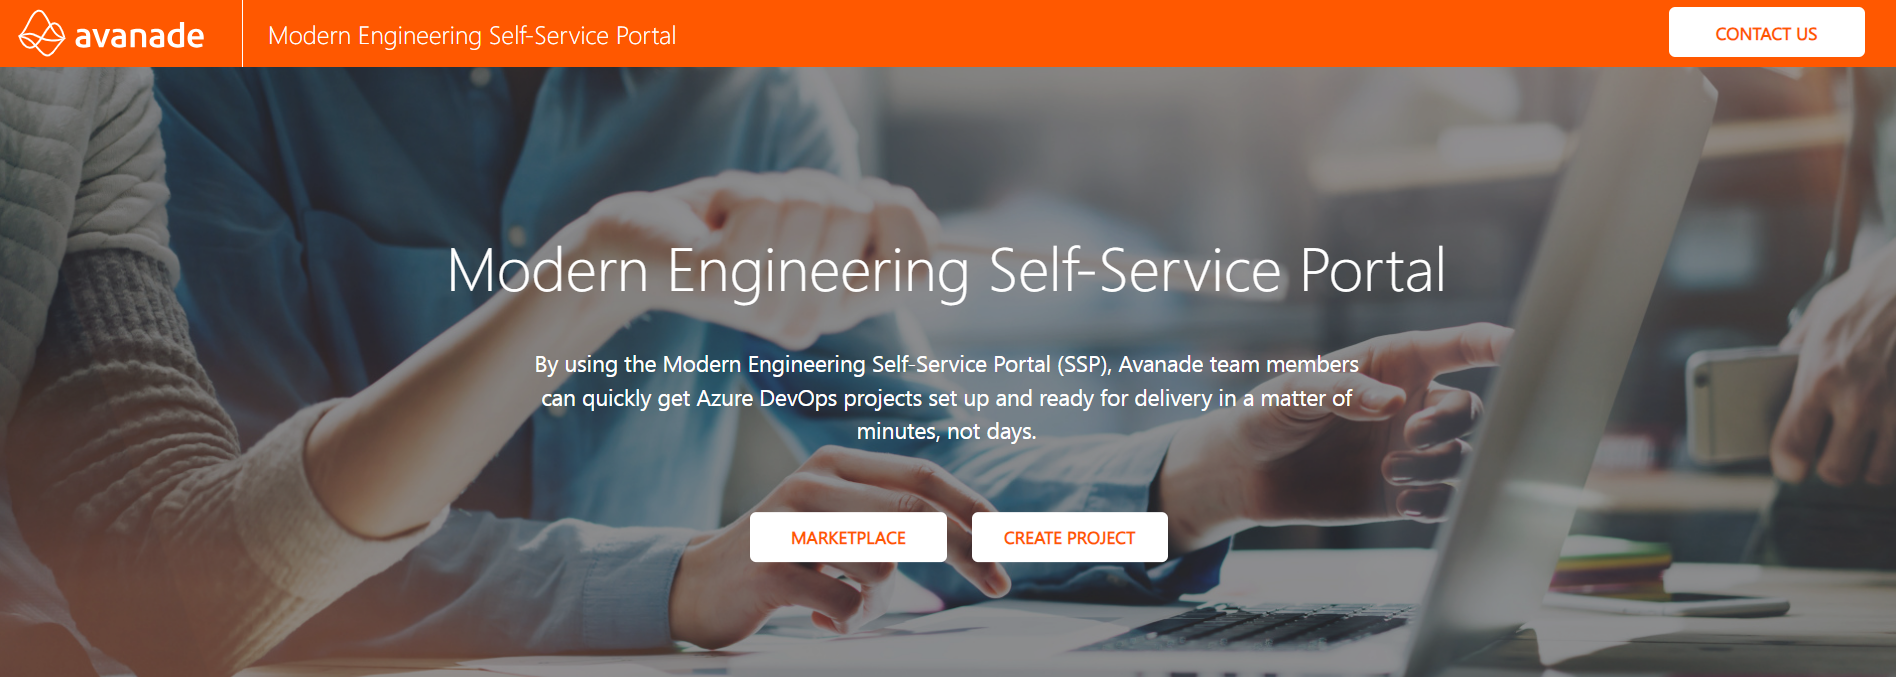 avanade
Modern Engineering Self-Service Portal
CONTACT US
Modern Engineering Self-Service Portal
By using the Modern Engineering Self-Service Portal (SSP), Avanade team members
can quickly get Azure DevOps projects set up and ready for delivery in a matter of
minutes, not days.
MARKETPLACE
CREATE PROJECT